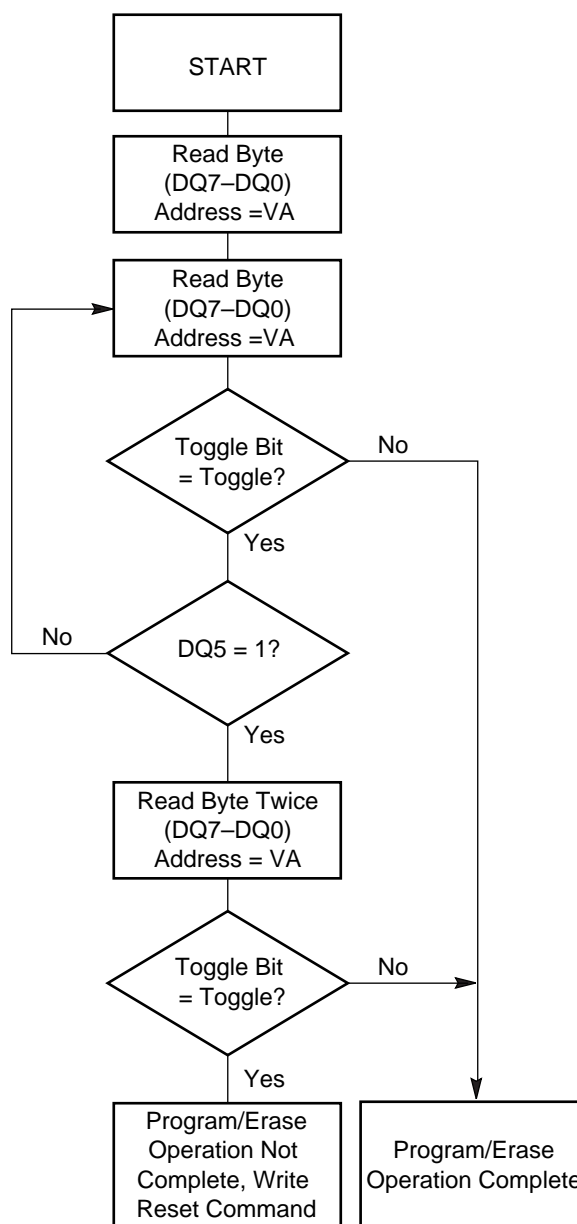 START
Read Byte
(DQ7–DQ0)
Address =VA
Read Byte
(DQ7–DQ0)
Address =VA
Toggle Bit
= Toggle?
No
Yes
No
DQ5 = 1?
Yes
Read Byte Twice
(DQ7–DQ0)
Address = VA
Toggle Bit
= Toggle?
No
Yes
Program/Erase
Operation Not
Complete, Write
Reset Command
Program/Erase
Operation Complete